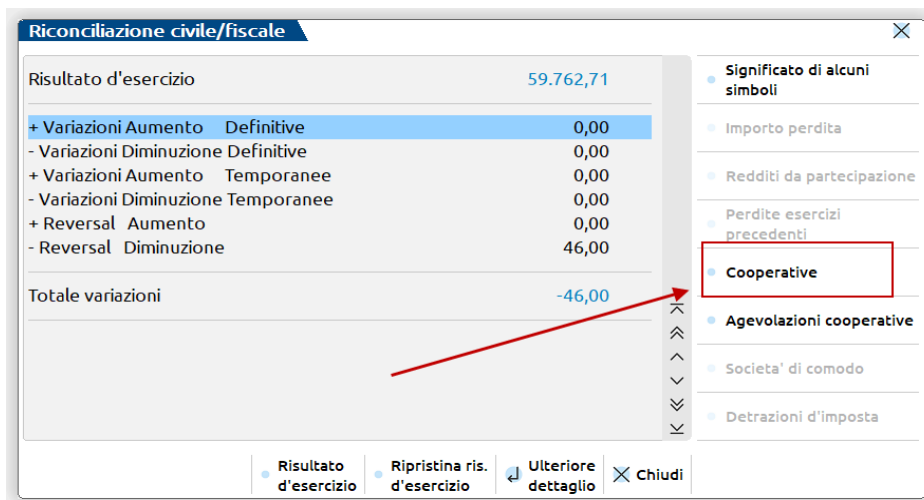 Riconciliazione civile/fiscale
Risultato d'esercizio 59.762,71
+ Variazioni Aumento Definitive 0,00
- Variazioni Diminuzione Definitive 0,00
+ Variazioni Aumento Temporanee 0,00
- Variazioni Diminuzione Temporanee 0,00
+ Reversal Aumento 0,00
- Reversal Diminuzione 46,00
Totale variazioni -46,00
Significato di alcuni
simboli
Importo perdita
Redditi da partecipazione
Perdite esercizi
precedenti
Cooperative
Agevolazioni cooperative
Societa' di comodo
Detrazioni d'imposta
Risultato
d'esercizio
Ripristina ris.
d'esercizio
Ulteriore
dettaglio
Chiudi